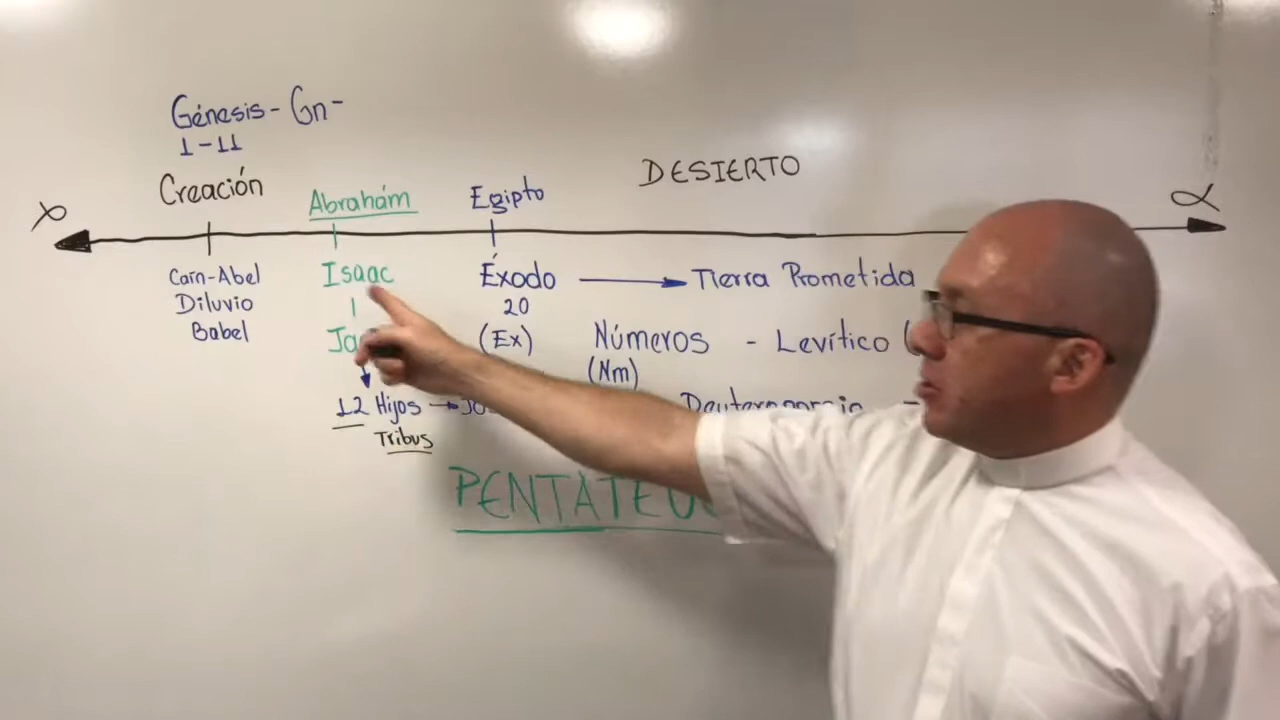 Génesis - Gn -
1-11
Creación
Abrahám
Egipto
DESIERTO
α
Caín-Abel
Diluvio
Babel
Isaac
Éxodo
Tierra Prometida
20
(Ex)
Números - Levítico (
(Nm)
12 Hijos
Tribus